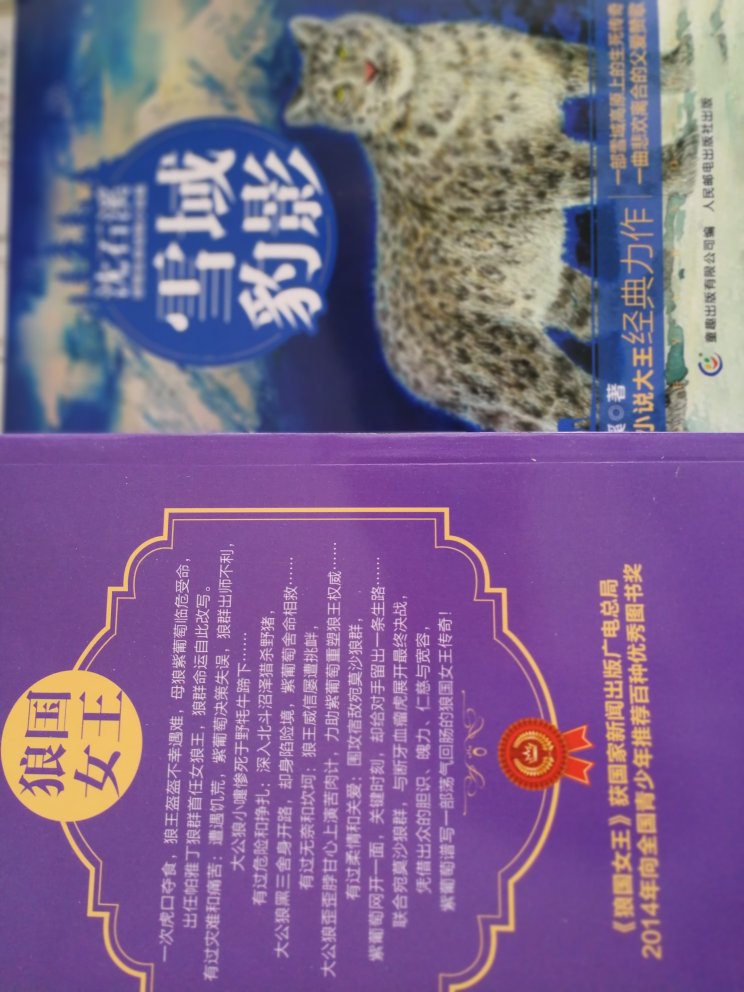 狼国
女王
一次虎口夺食，狼王盔盔不幸遇难，母狼紫葡萄临危受命，
出任帕雅丁狼群首任女狼王，狼群命运自此改写。
有过灾难和痛苦：遭遇饥荒，紫葡萄决策失误，狼群出师不利，
大公狼小嚏惨死于野牦牛蹄下……
有过危险和挣扎：深入北斗沼泽猎杀野猪，
大公狼黑三舍身开路，却身陷险境，紫葡萄舍命相救……
有过无奈和坎坷：狼王威信屡遭挑衅，
大公狼歪歪脖甘心上演苦肉计，力助紫葡萄重塑狼王权威……
有过柔情和关爱：围攻宿敌宛莫沙狼群，
紫葡萄网开一面，关键时刻，却给对手留出一条生路……
联合宛莫沙狼群，与断牙血瘤虎展开最终决战，
凭借出众的胆识、魄力、仁慈与宽容，
紫葡萄谱写一部荡气回肠的狼国女王传奇！
《狼国女王》获国家新闻出版广电总局
2014年向全国青少年推荐百种优秀图书奖
沈石溪
雪域
豹影
著
小说大王经典力作
一部雪域高原上的生死传奇
一曲悲欢离合的父爱赞歌
童趣出版有限公司编 人民邮电出版社出版